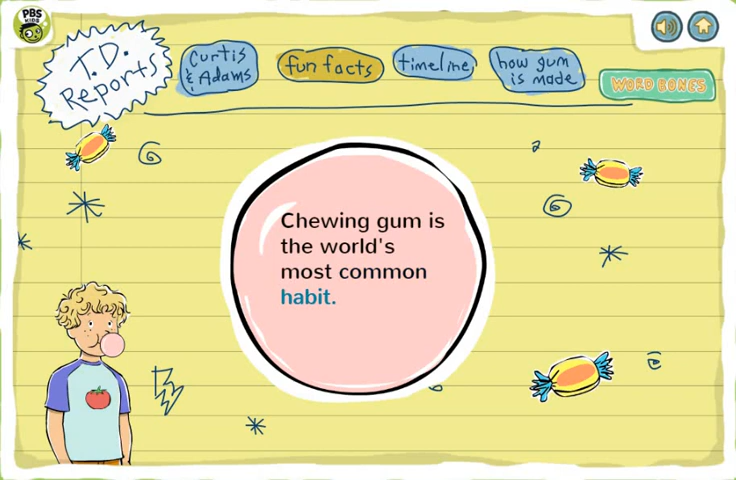 PBS
KIDS
T.D.
Reports
Curtis
& Adams
fun facts
timeline
how gum
is made
WORD BONES
Chewing gum is
the world's
most common
habit.